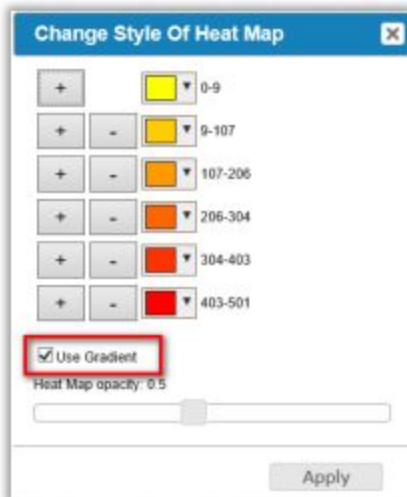 Change Style Of Heat Map
+ 0-9
+ - 9-107
+ - 107-206
+ - 206-304
+ - 304-403
+ - 403-501
Use Gradient
Heat Map opacity: 0.5
Apply